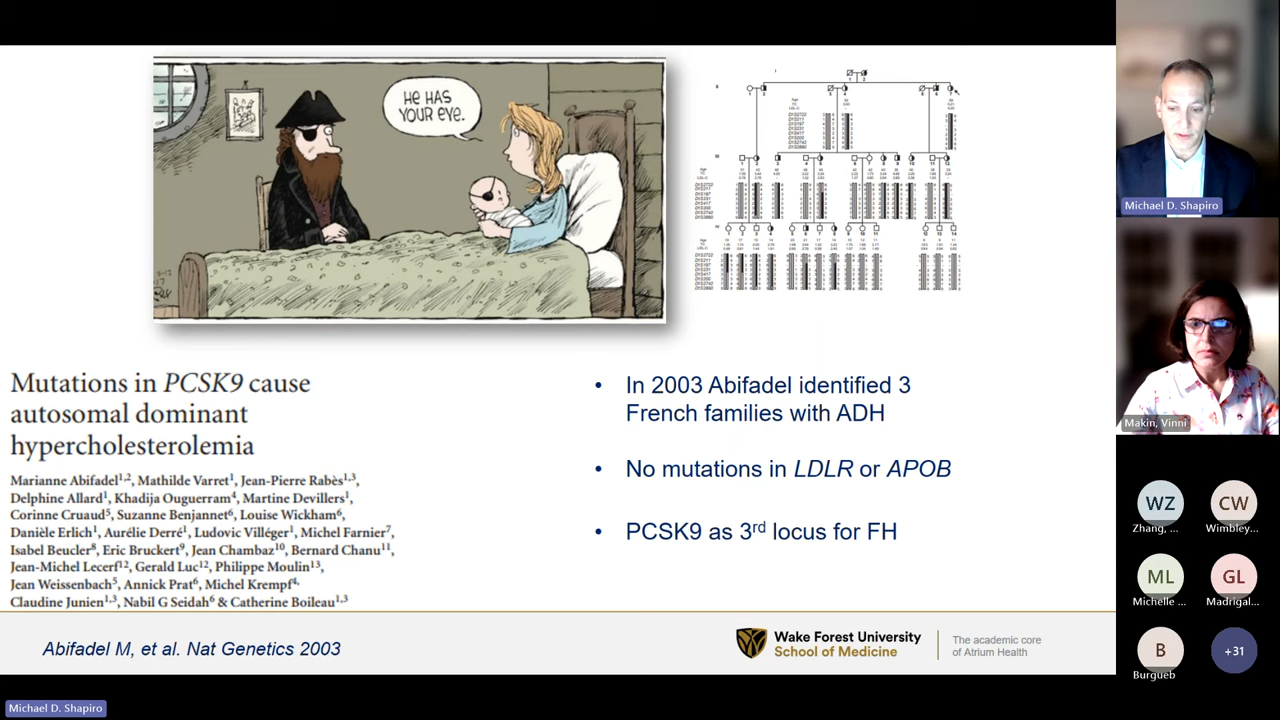 HE HAS
YOUR EYE.
Mutations in PCSK9 cause
autosomal dominant
hypercholesterolemia
Marianne Abifadel1,2, Mathilde Varret1, Jean-Pierre Rabès1,3,
Delphine Allard1, Khadija Ouguerram4, Martine Devillers1,
Corinne Cruaud5, Suzanne Benjannet6, Louise Wickham6,
Danièle Erlich1, Aurélie Derré1, Ludovic Villéger1, Michel Farnier7,
Isabel Beucler8, Eric Bruckert9, Jean Chambaz10, Bernard Chanu11,
Jean-Michel Lecerf12, Gerald Luc12, Philippe Moulin13,
Jean Weissenbach5, Annick Prat6, Michel Krempf4,
Claudine Junien1,3, Nabil G Seidah6 & Catherine Boileau1,3
• In 2003 Abifadel identified 3
French families with ADH
• No mutations in LDLR or APOB
• PCSK9 as 3rd locus for FH
Abifadel M, et al. Nat Genetics 2003
Wake Forest University
School of Medicine
The academic core
of Atrium Health
Michael D. Shapiro
Michael D. Shapiro
Makin, Vinni
WZ
Zhang, ...
CW
Wimbley...
ML
Michelle ...
GL
Madrigal...
B
Burgueb
+31